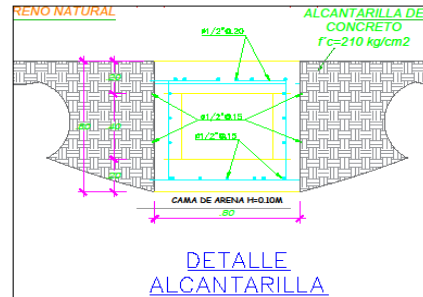 RENO NATURAL
ALCANTARILLA DE
CONCRETO
f´c=210 kg/cm2
ø1/2"@.20
ø1/2"@.15
ø1/2"@.15
CAMA DE ARENA H=0.10M
.80
DETALLE
ALCANTARILLA